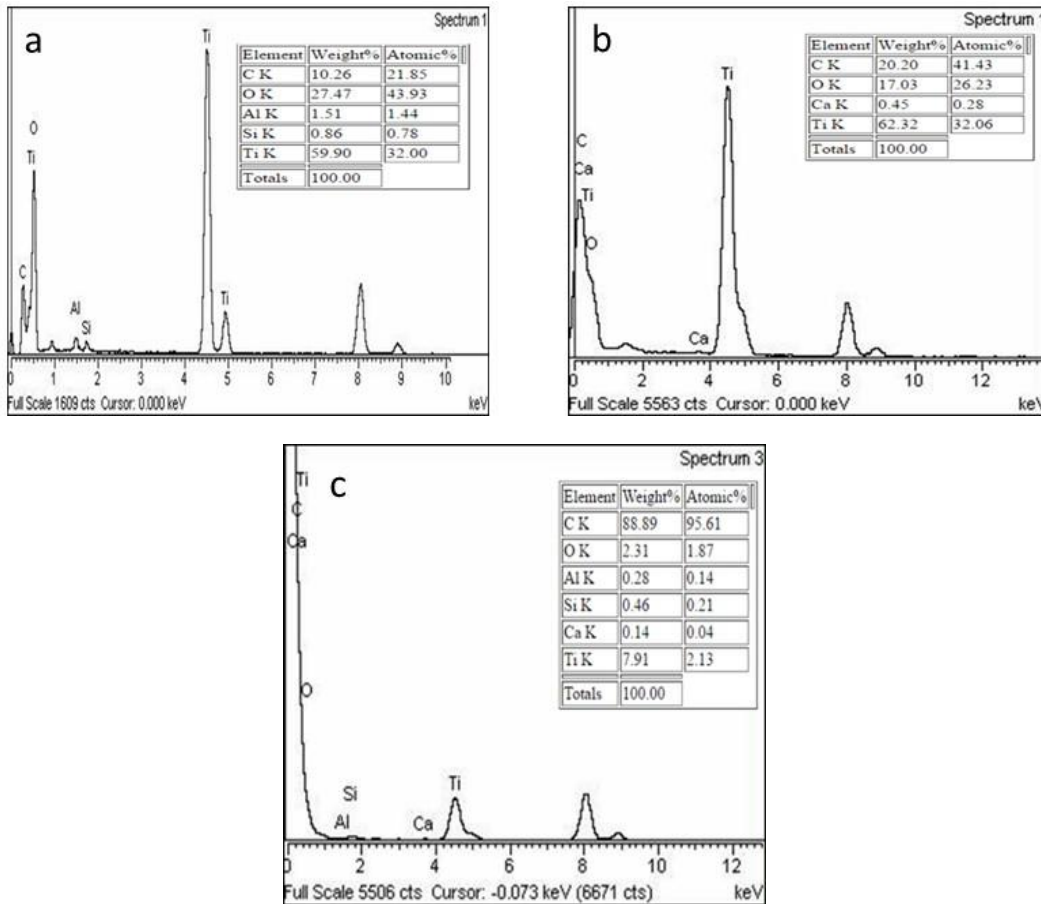 a
Spectrum 1
Element Weight% Atomic%
C K 10.26 21.85
O K 27.47 43.93
Al K 1.51 1.44
Si K 0.86 0.78
Ti K 59.90 32.00
Totals 100.00
Ti
O
Ti
C
Al
Si
Ti
0 1 2 3 4 5 6 7 8 9 10
Full Scale 1609 cts Cursor: 0.000 keV keV
b
Spectrum 1
Element Weight% Atomic%
C K 20.20 41.43
O K 17.03 26.23
Ca K 0.45 0.28
Ti K 62.32 32.06
Totals 100.00
Ti
C
Ca
Ti
O
Ca
0 2 4 6 8 10 12
Full Scale 5563 cts Cursor: 0.000 keV keV
c
Spectrum 3
Element Weight% Atomic%
C K 88.89 95.61
O K 2.31 1.87
Al K 0.28 0.14
Si K 0.46 0.21
Ca K 0.14 0.04
Ti K 7.91 2.13
Totals 100.00
Ti
C
Ca
O
Si
Al
Ca
Ti
0 2 4 6 8 10 12
Full Scale 5506 cts Cursor: -0.073 keV (6671 cts) keV